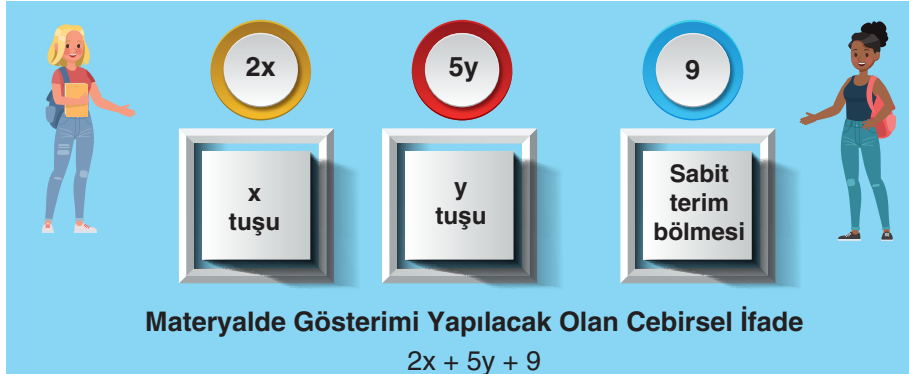 2x
5y
9
x
tuşu
y
tuşu
Sabit
terim
bölmesi
Materyalde Gösterimi Yapılacak Olan Cebirsel İfade
2x + 5y + 9